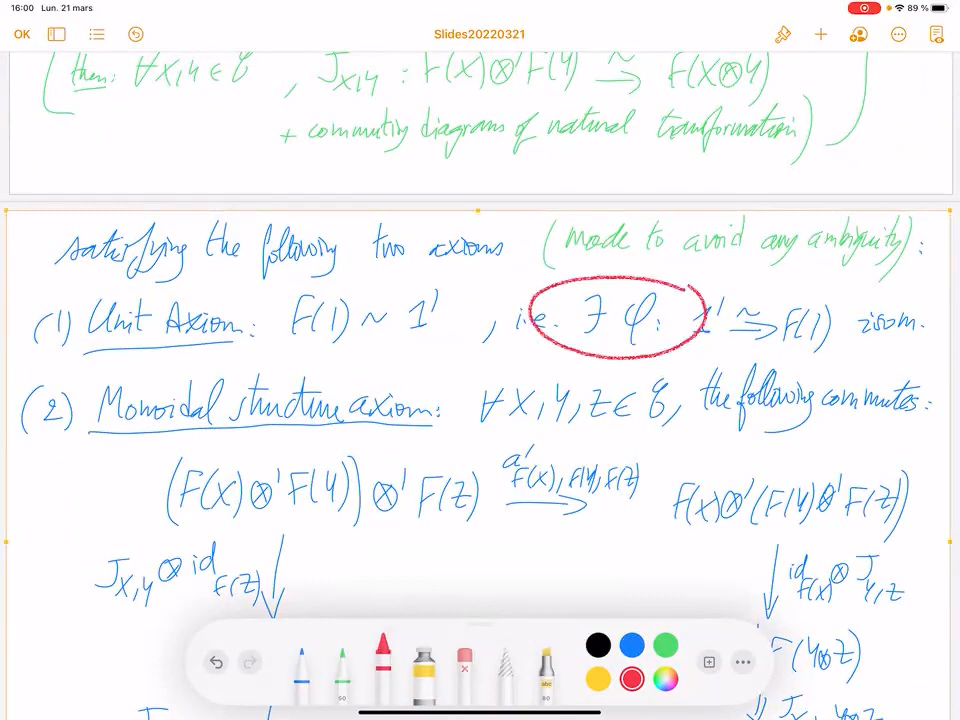 16:00 Lun. 21 mars 89 %
OK Slides20220321
then: ∀X,Y ∈ 𝒞, J_{X,Y} : F(X)⊗'F(Y) ⥲ F(X⊗Y)
+ commuting diagrams of natural transformation)
satisfying the following two axioms (made to avoid any ambiguity):
(1) Unit Axiom: F(1) ~ 1', i.e. ∃ φ: 1' ⥲ F(1) isom.
(2) Monoidal structure axiom: ∀ X,Y,Z ∈ 𝒞, the following commutes:
(F(X)⊗'F(Y))⊗'F(Z) a'_{F(X),F(Y),F(Z)} → F(X)⊗'(F(Y)⊗'F(Z))
J_{X,Y}⊗id_{F(Z)} ↓ ↓ id_{F(X)}⊗J_{Y,Z}
F(Y⊗Z)
50 80